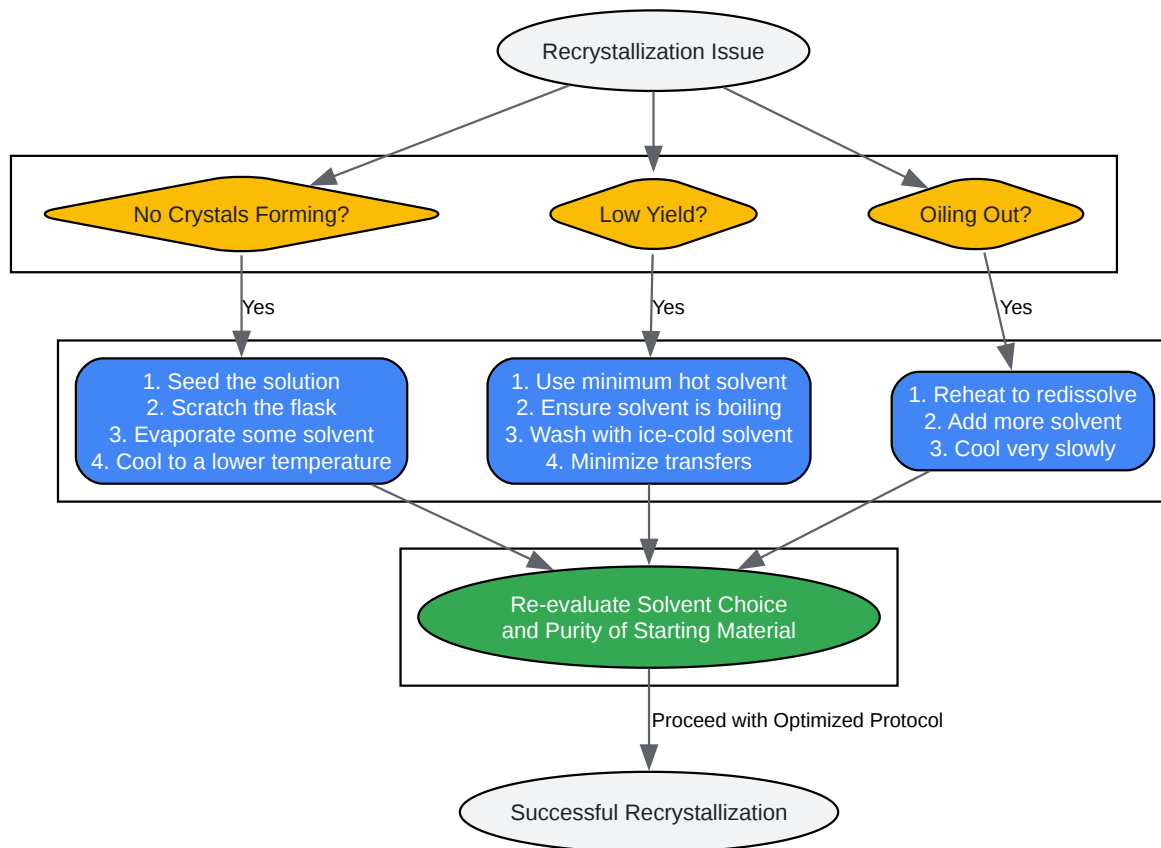 Recrystallization Issue
No Crystals Forming?
Low Yield?
Oiling Out?
Yes
Yes
Yes
1. Seed the solution
2. Scratch the flask
3. Evaporate some solvent
4. Cool to a lower temperature
1. Use minimum hot solvent
2. Ensure solvent is boiling
3. Wash with ice-cold solvent
4. Minimize transfers
1. Reheat to redissolve
2. Add more solvent
3. Cool very slowly
Re-evaluate Solvent Choice
and Purity of Starting Material
Proceed with Optimized Protocol
Successful Recrystallization